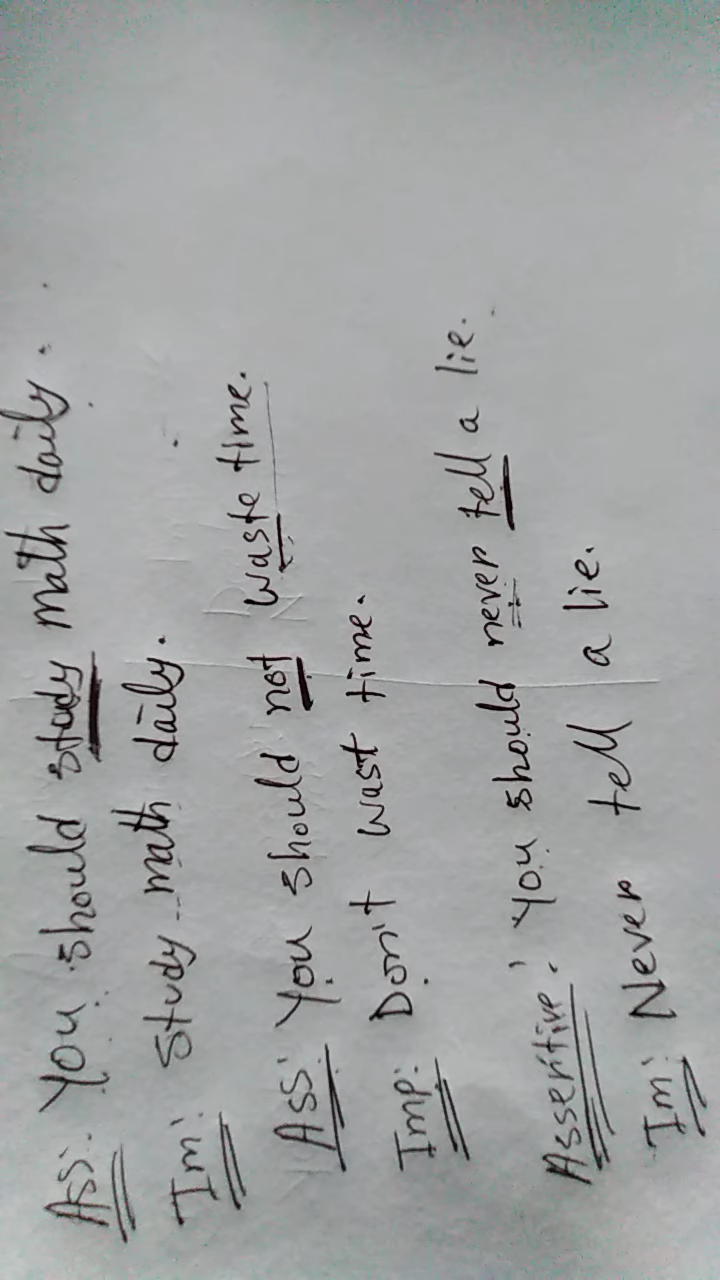 Ass: You should study math daily.
Im: Study math daily.
Ass: You should not waste time.
Imp: Don't wast time.
Asseritive: You should never tell a lie.
Im: Never tell a lie.